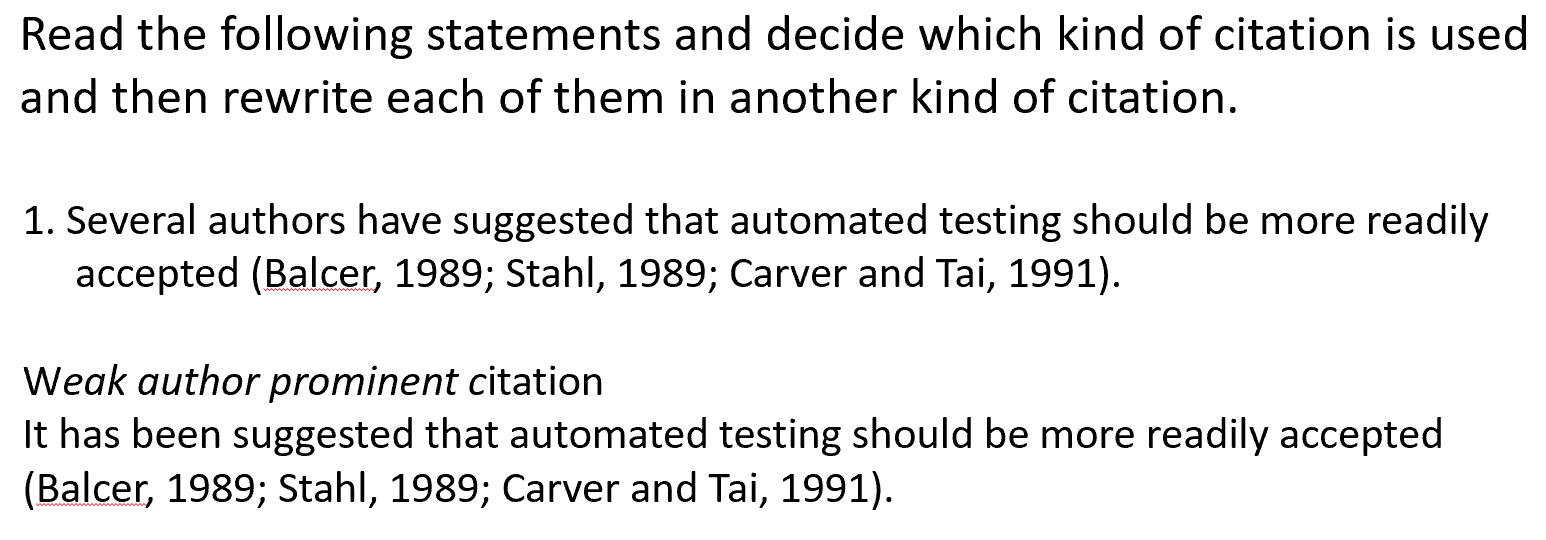 Read the following statements and decide which kind of citation is used
and then rewrite each of them in another kind of citation.
1. Several authors have suggested that automated testing should be more readily
accepted (Balcer, 1989; Stahl, 1989; Carver and Tai, 1991).
Weak author prominent citation
It has been suggested that automated testing should be more readily accepted
(Balcer, 1989; Stahl, 1989; Carver and Tai, 1991).